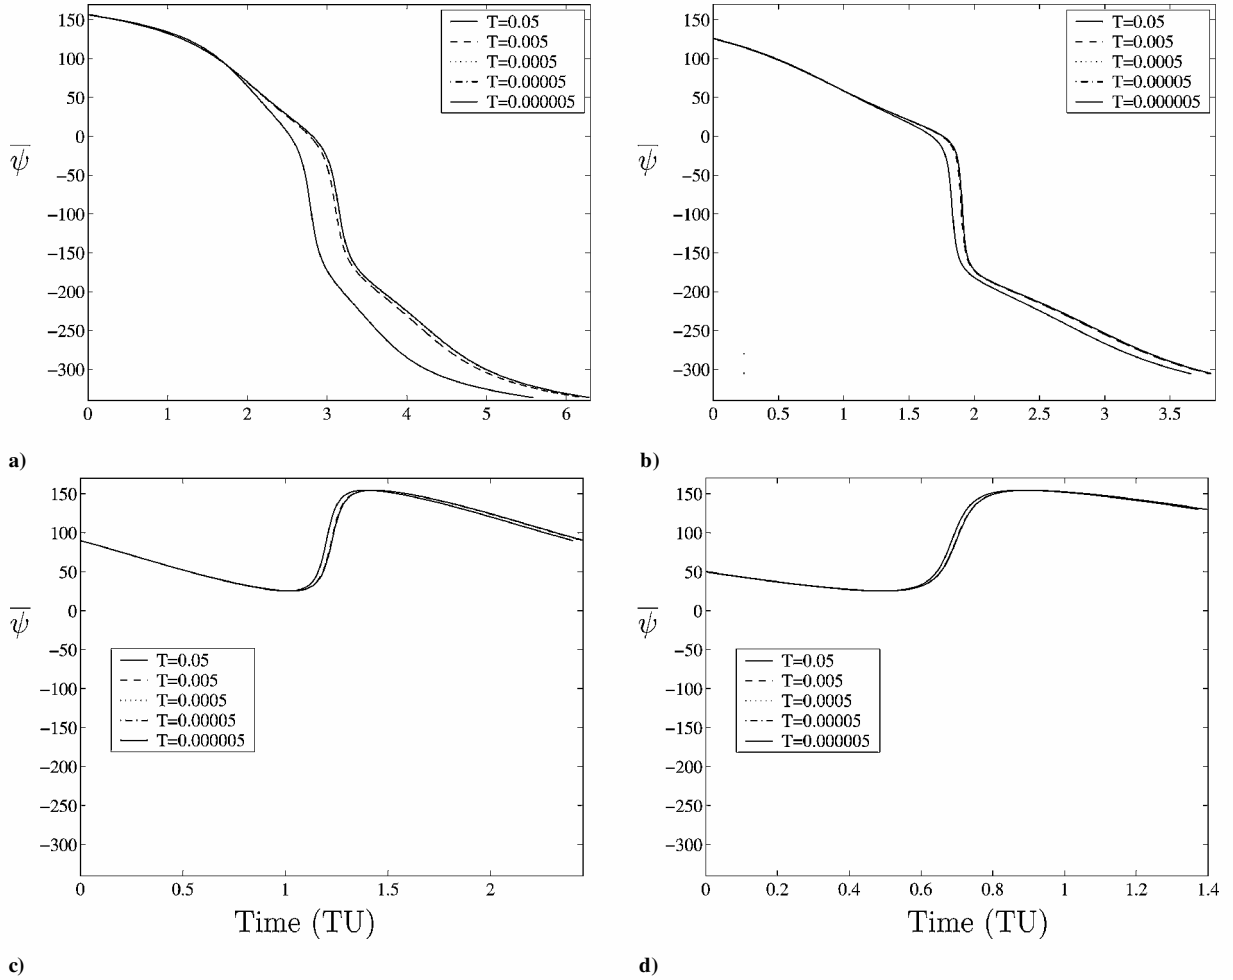 150
100
50
0
−50
−100
−150
−200
−250
−300
ψ
T=0.05
T=0.005
T=0.0005
T=0.00005
T=0.000005
0 1 2 3 4 5 6
a)
150
100
50
0
−50
−100
−150
−200
−250
−300
ψ
T=0.05
T=0.005
T=0.0005
T=0.00005
T=0.000005
0 0.5 1 1.5 2 2.5 3 3.5
b)
150
100
50
0
−50
−100
−150
−200
−250
−300
ψ
T=0.05
T=0.005
T=0.0005
T=0.00005
T=0.000005
0 0.5 1 1.5 2
Time (TU)
c)
150
100
50
0
−50
−100
−150
−200
−250
−300
ψ
T=0.05
T=0.005
T=0.0005
T=0.00005
T=0.000005
0 0.2 0.4 0.6 0.8 1 1.2 1.4
Time (TU)
d)